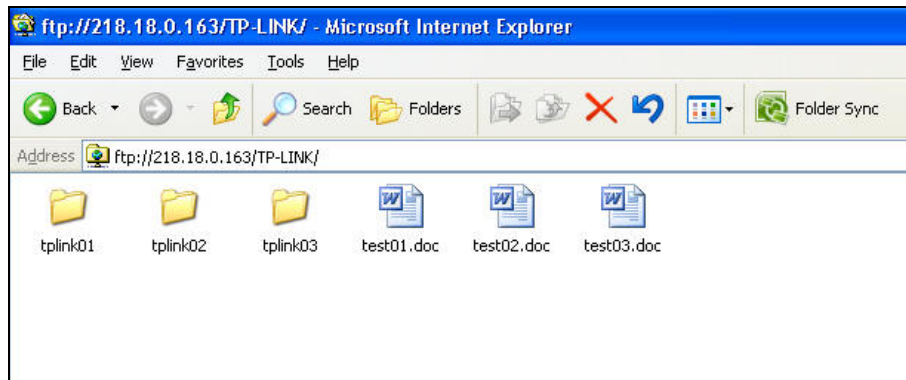 ftp://218.18.0.163/TP-LINK/ - Microsoft Internet Explorer
File Edit View Favorites Tools Help
Back Search Folders Folder Sync
Address ftp://218.18.0.163/TP-LINK/
tplink01 tplink02 tplink03 test01.doc test02.doc test03.doc